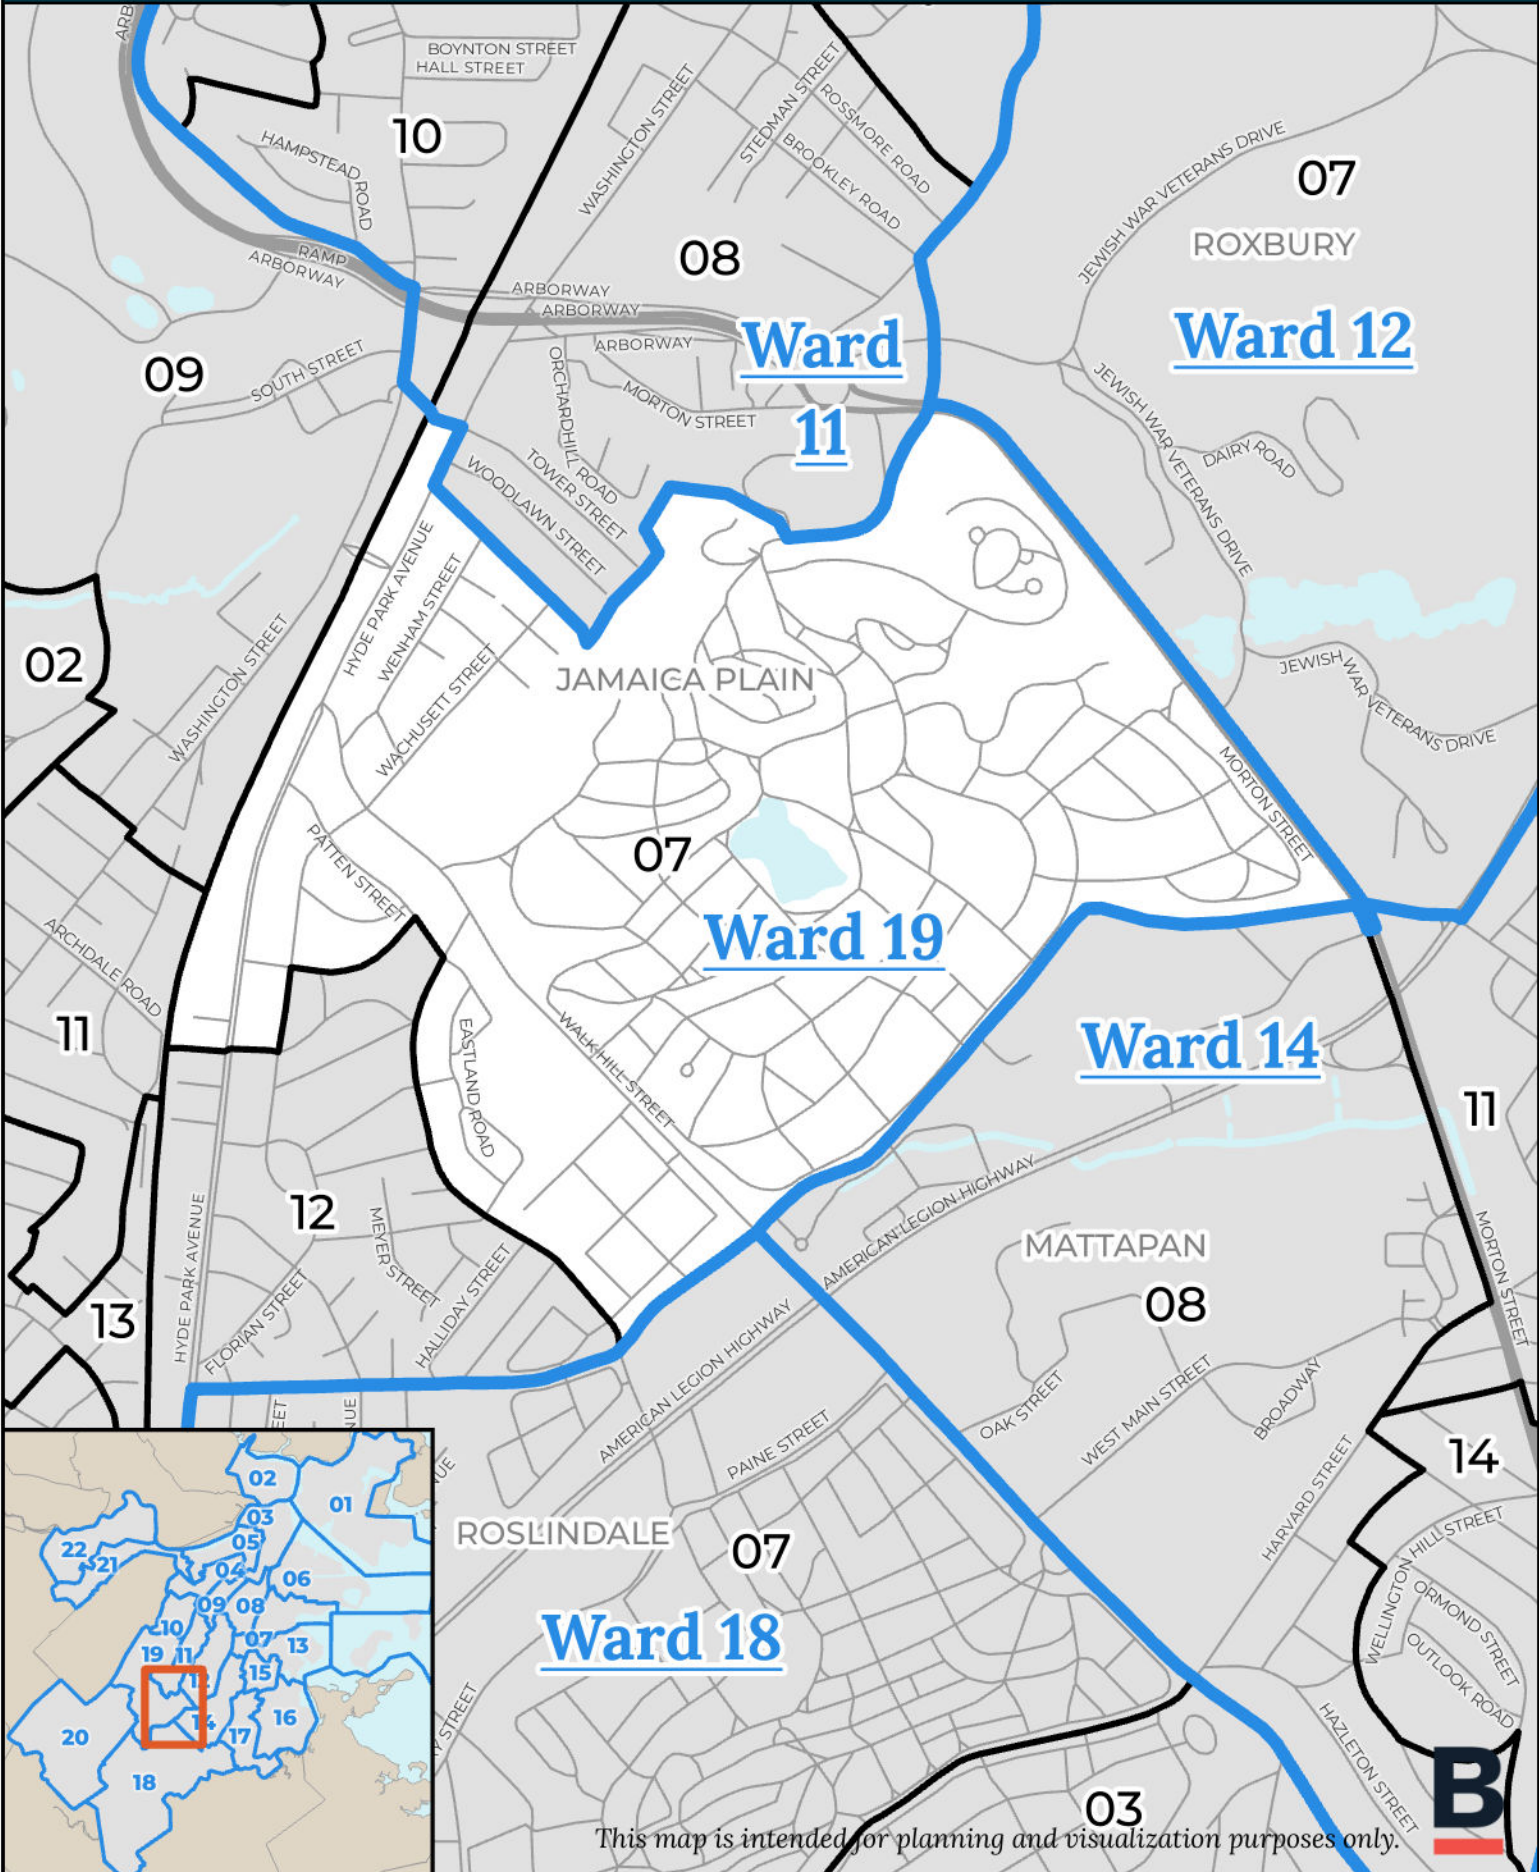 ARB
BOYNTON STREET
HALL STREET
10
HAMPSTEAD ROAD
WASHINGTON STREET
STEDMAN STREET
ROSSMORE ROAD
BROOKLEY ROAD
JEWISH WAR VETERANS DRIVE
07
ROXBURY
Ward 12
08
RAMP
ARBORWAY
ARBORWAY
ARBORWAY
ARBORWAY
Ward
11
09
SOUTH STREET
ORCHARDHILL ROAD
MORTON STREET
TOWER STREET
WOODLAWN STREET
JEWISH WAR VETERANS DRIVE
DAIRY ROAD
HYDE PARK AVENUE
WENHAM STREET
WACHUSETT STREET
JAMAICA PLAIN
02
WASHINGTON STREET
JEWISH WAR VETERANS DRIVE
MORTON STREET
PATTEN STREET
07
Ward 19
ARCHDALE ROAD
11
EASTLAND ROAD
WALK HILL STREET
Ward 14
11
12
HYDE PARK AVENUE
MEYER STREET
FLORIAN STREET
HALLIDAY STREET
13
AMERICAN LEGION HIGHWAY
MATTAPAN
08
MORTON STREET
AMERICAN LEGION HIGHWAY
OAK STREET
WEST MAIN STREET
BROADWAY
PAINE STREET
HARVARD STREET
14
EET
NUE
NUE
ROSLINDALE
07
Ward 18
WELLINGTON HILL STREET
ORMOND STREET
OUTLOOK ROAD
HAZLETON STREET
Y STREET
03
02
01
03
05
22
21
04
06
09
08
10
07
13
19
11
12
15
14
16
17
20
18
This map is intended for planning and visualization purposes only.
B